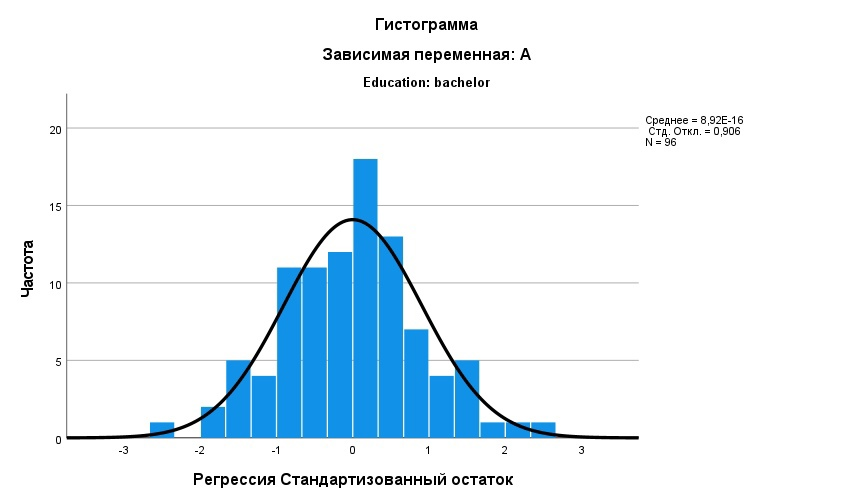 Гистограмма
Зависимая переменная: A
Education: bachelor
Среднее = 8,92E-16
Стд. Откл. = 0,906
N = 96
Частота
20
15
10
5
0
-3 -2 -1 0 1 2 3
Регрессия Стандартизованный остаток